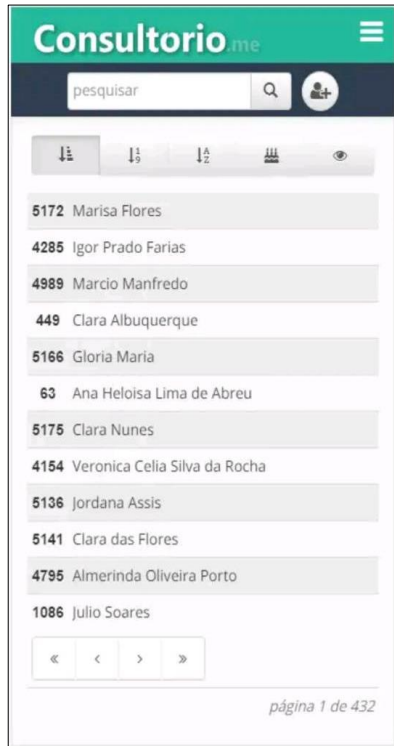 Consultorio.me
pesquisar
5172 Marisa Flores
4285 Igor Prado Farias
4989 Marcio Manfredo
449 Clara Albuquerque
5166 Gloria Maria
63 Ana Heloisa Lima de Abreu
5175 Clara Nunes
4154 Veronica Celia Silva da Rocha
5136 Jordana Assis
5141 Clara das Flores
4795 Almerinda Oliveira Porto
1086 Julio Soares
« ‹ › »
página 1 de 432